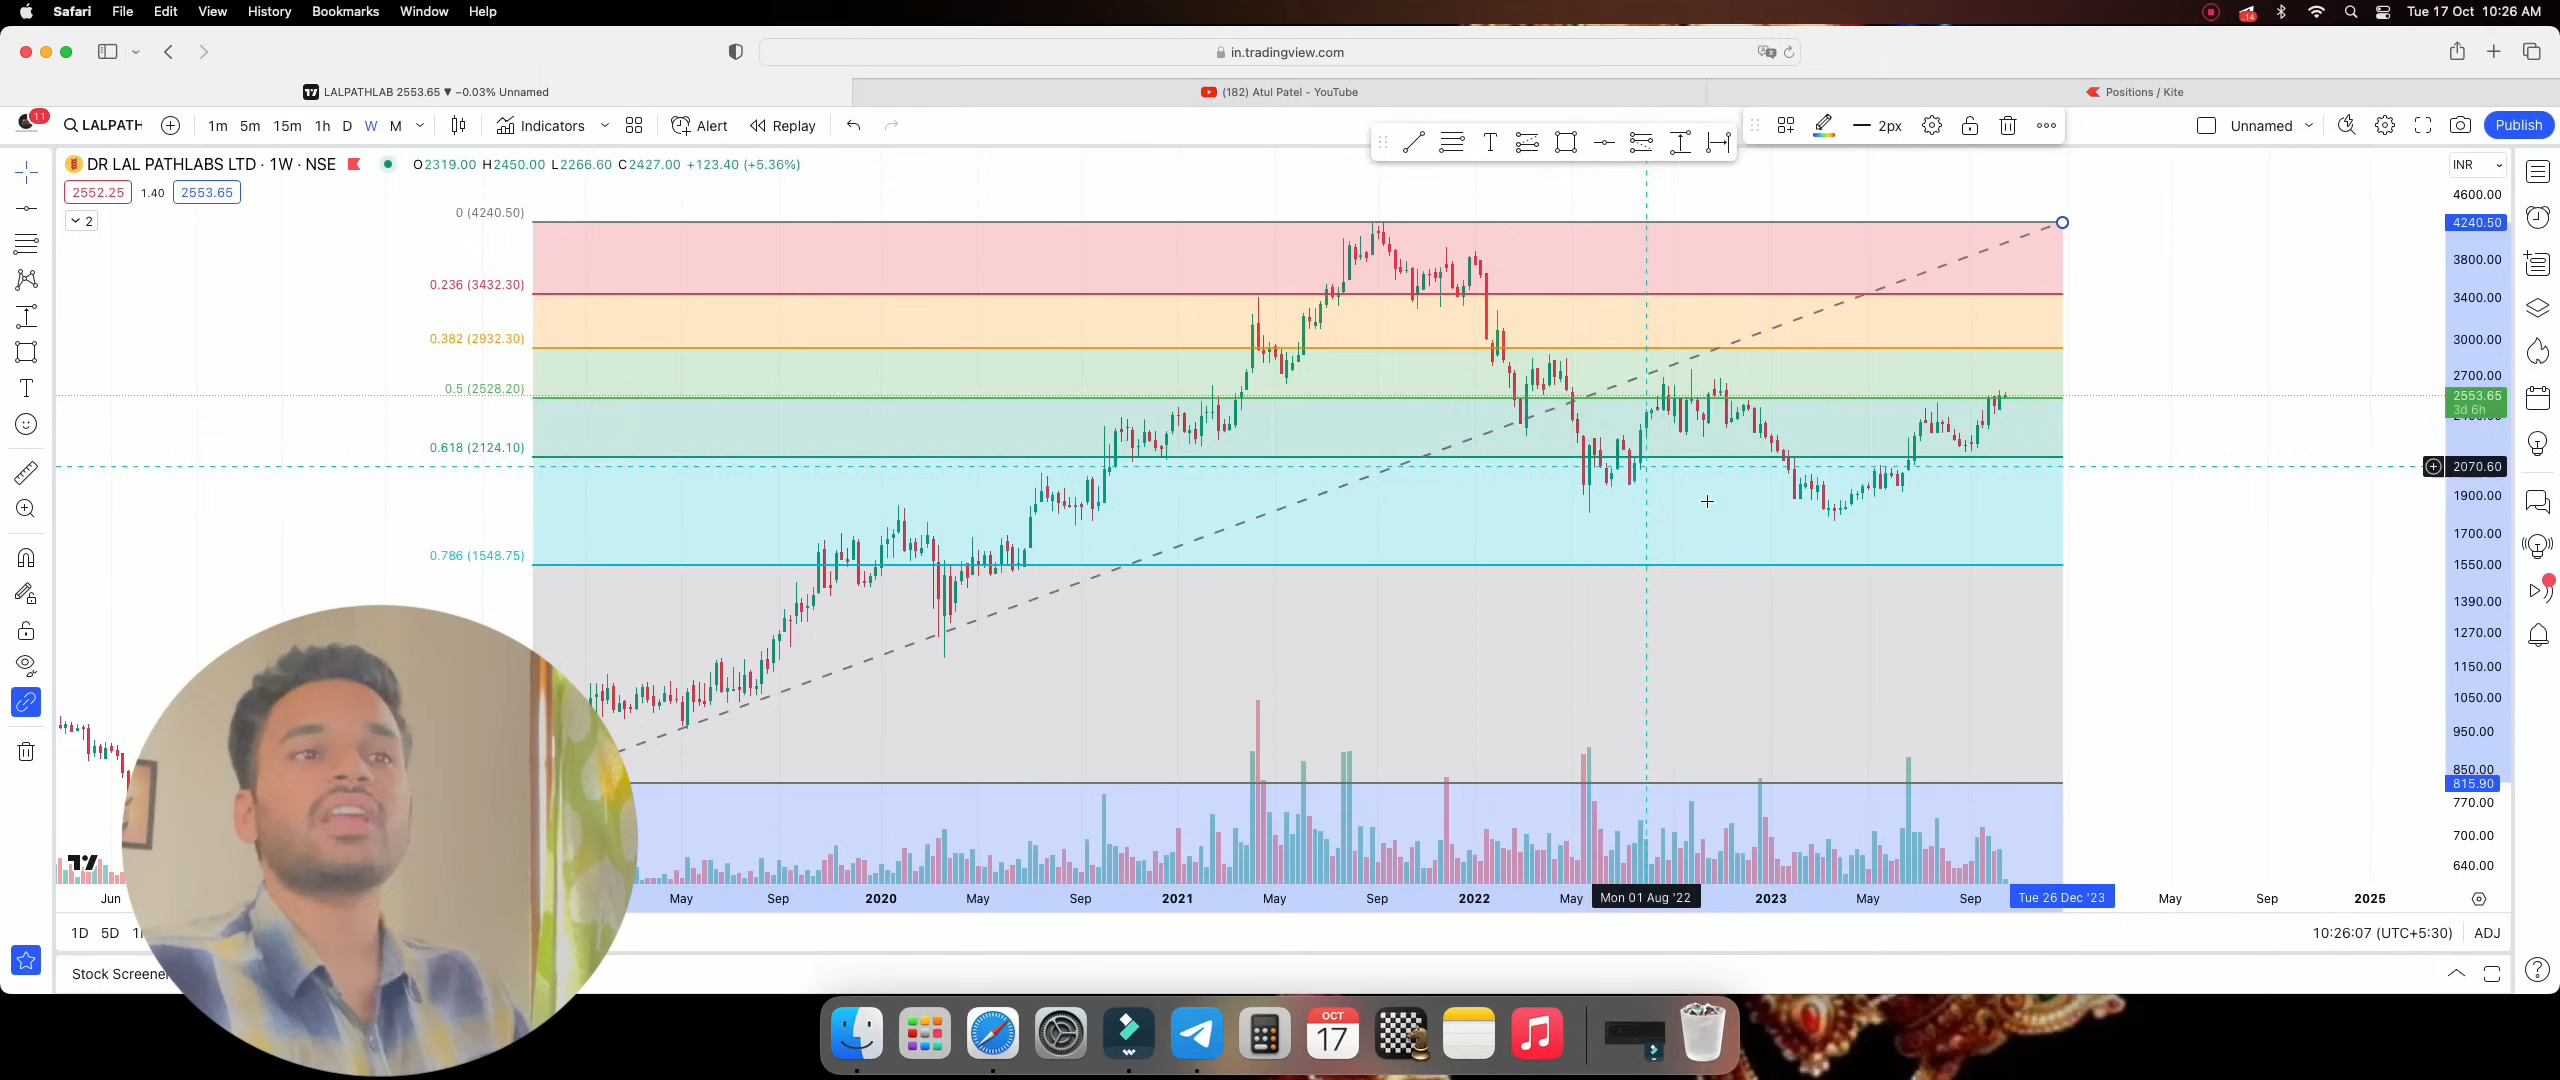 Safari File Edit View History Bookmarks Window Help
14
Tue 17 Oct 10:26 AM
in.tradingview.com
LALPATHLAB 2553.65 ▼ −0.03% Unnamed
(182) Atul Patel - YouTube
Positions / Kite
11
LALPATH
1m 5m 15m 1h D W M
Indicators
Alert
Replay
2px
Unnamed
Publish
DR LAL PATHLABS LTD · 1W · NSE
O2319.00 H2450.00 L2266.60 C2427.00 +123.40 (+5.36%)
INR
2552.25 1.40 2553.65
2
0 (4240.50)
0.236 (3432.30)
0.382 (2932.30)
0.5 (2528.20)
0.618 (2124.10)
0.786 (1548.75)
4600.00
4240.50
3800.00
3400.00
3000.00
2700.00
2553.65
3d 6h
2070.60
1900.00
1700.00
1550.00
1390.00
1270.00
1150.00
1050.00
950.00
850.00
815.90
770.00
700.00
640.00
Jun
May Sep 2020 May Sep 2021 May Sep 2022 May Mon 01 Aug '22 2023 May Sep Tue 26 Dec '23 May Sep 2025
1D 5D
10:26:07 (UTC+5:30) ADJ
Stock Screener
OCT
17